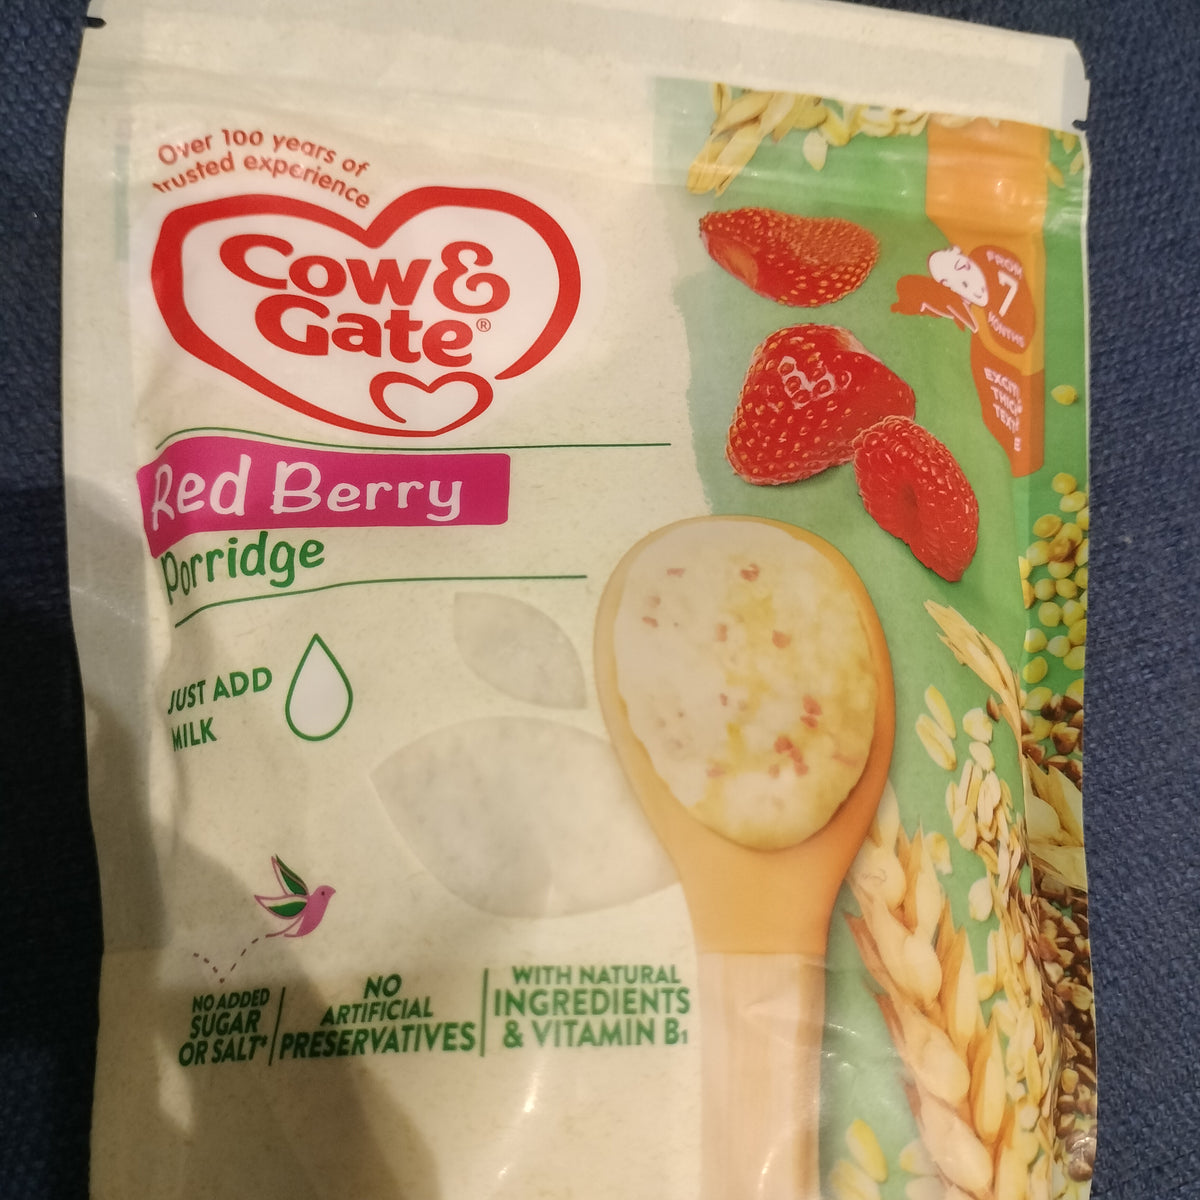 Over 100 years of
trusted experience
Cow&
Gate®
Red Berry
Porridge
JUST ADD
MILK
NO ADDED
SUGAR
OR SALT*
NO
ARTIFICIAL
PRESERVATIVES
WITH NATURAL
INGREDIENTS
& VITAMIN B₁
FROM
7
MONTHS